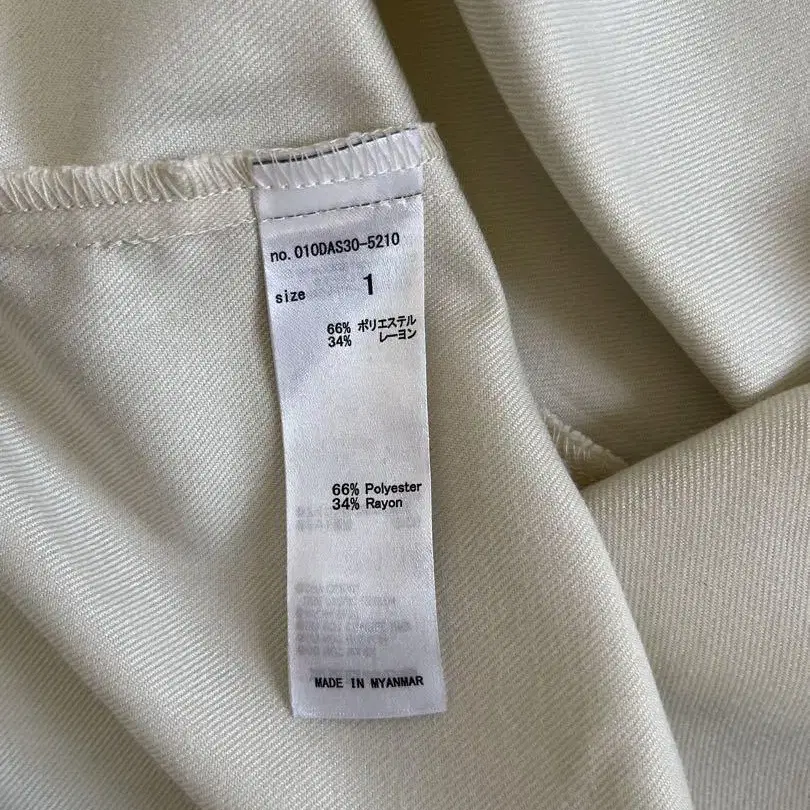 no. 010DAS30-5210
size 1
66% ポリエステル
34% レーヨン
66% Polyester
34% Rayon
MADE IN MYANMAR